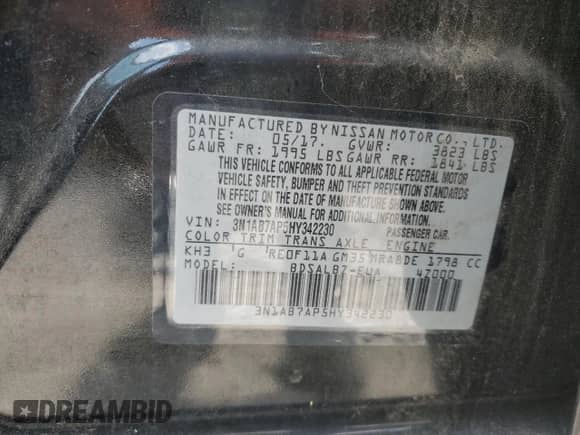 MANUFACTURED BY NISSAN MOTOR CO., LTD.
DATE: 05/17. GVWR: 3823 LBS
GAWR FR: 1995 LBS GAWR RR: 1841 LBS
THIS VEHICLE CONFORMS TO ALL APPLICABLE FEDERAL MOTOR
VEHICLE SAFETY, BUMPER AND THEFT PREVENTION STANDARDS
IN EFFECT ON THE DATE OF MANUFACTURE SHOWN ABOVE.
SEE OWNER'S MANUAL FOR ADDITIONAL INFORMATION.
VIN: 3N1AB7AP5HY342230 PASSENGER CAR.
COLOR TRIM TRANS AXLE ENGINE
KH3 G RE0F11A GM35 MRA8DE 1798 CC
MODEL: BDSALB7-EUA 47000
3N1AB7AP5HY342230
DREAMBID